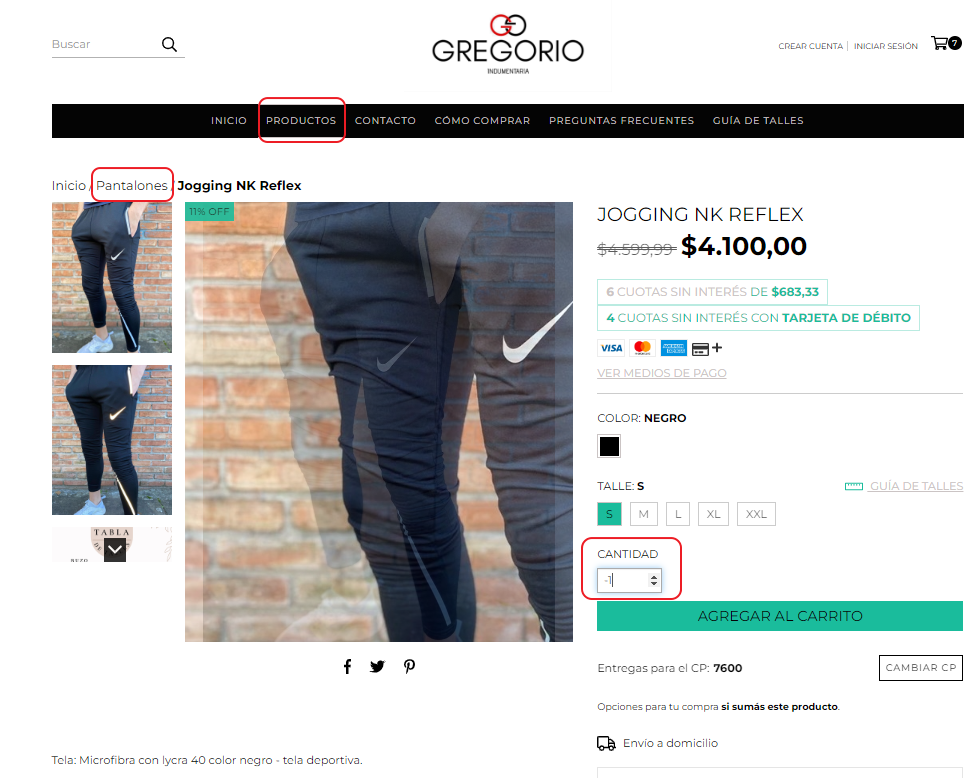 Buscar
GREGORIO
INDUMENTARIA
CREAR CUENTA | INICIAR SESIÓN
7
INICIO PRODUCTOS CONTACTO CÓMO COMPRAR PREGUNTAS FRECUENTES GUÍA DE TALLES
Inicio / Pantalones / Jogging NK Reflex
11% OFF
TABLA
DE
BUZO
JOGGING NK REFLEX
$4.599,99 $4.100,00
6 CUOTAS SIN INTERÉS DE $683,33
4 CUOTAS SIN INTERÉS CON TARJETA DE DÉBITO
VISA
VER MEDIOS DE PAGO
COLOR: NEGRO
TALLE: S
GUÍA DE TALLES
S M L XL XXL
CANTIDAD
-1
AGREGAR AL CARRITO
Entregas para el CP: 7600
CAMBIAR CP
Opciones para tu compra si sumás este producto.
Envío a domicilio
Tela: Microfibra con lycra 40 color negro - tela deportiva.